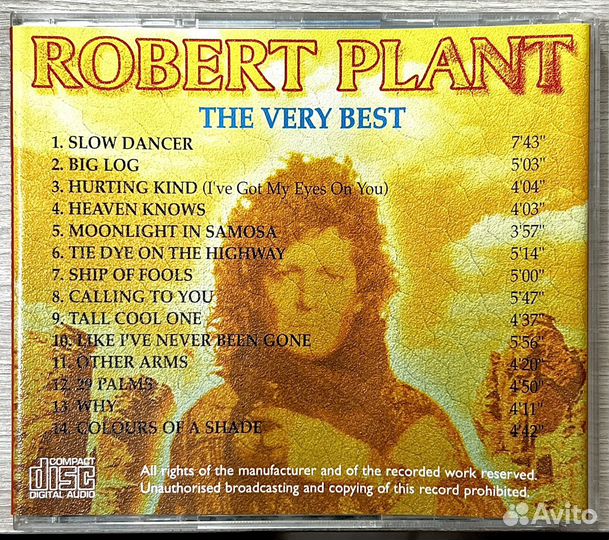 ROBERT PLANT
THE VERY BEST
1. SLOW DANCER 7'43"
2. BIG LOG 5'03"
3. HURTING KIND (I've Got My Eyes On You) 4'04"
4. HEAVEN KNOWS 4'03"
5. MOONLIGHT IN SAMOSA 3'57"
6. TIE DYE ON THE HIGHWAY 5'14"
7. SHIP OF FOOLS 5'00"
8. CALLING TO YOU 5'47"
9. TALL COOL ONE 4'37"
10. LIKE I'VE NEVER BEEN GONE 5'56"
11. OTHER ARMS 4'20"
12. 29 PALMS 4'50"
13. WHY 4'11"
14. COLOURS OF A SHADE 4'42"
COMPACT
disc
DIGITAL AUDIO
All rights of the manufacturer and of the recorded work reserved.
Unauthorised broadcasting and copying of this record prohibited.
Avito